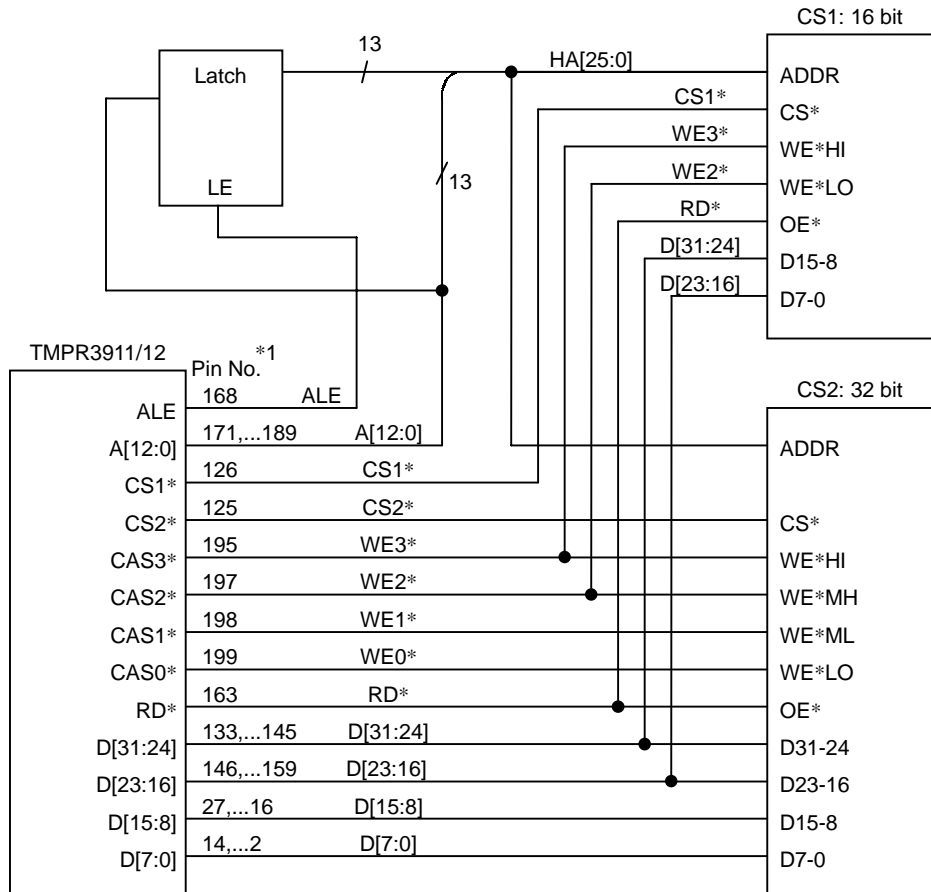 CS1: 16 bit
13
HA[25:0]
Latch
ADDR
CS1*
CS*
WE3*
WE*HI
13
WE2*
LE
WE*LO
RD*
OE*
D[31:24]
D15-8
D[23:16]
D7-0
TMPR3911/12
Pin No.*1
CS2: 32 bit
ALE
168
ALE
A[12:0]
171,...189
A[12:0]
ADDR
CS1*
126
CS1*
CS2*
125
CS2*
CS*
CAS3*
195
WE3*
WE*HI
CAS2*
197
WE2*
WE*MH
CAS1*
198
WE1*
WE*ML
CAS0*
199
WE0*
WE*LO
RD*
163
RD*
OE*
D[31:24]
133,...145
D[31:24]
D31-24
D[23:16]
146,...159
D[23:16]
D23-16
D[15:8]
27,...16
D[15:8]
D15-8
D[7:0]
14,...2
D[7:0]
D7-0